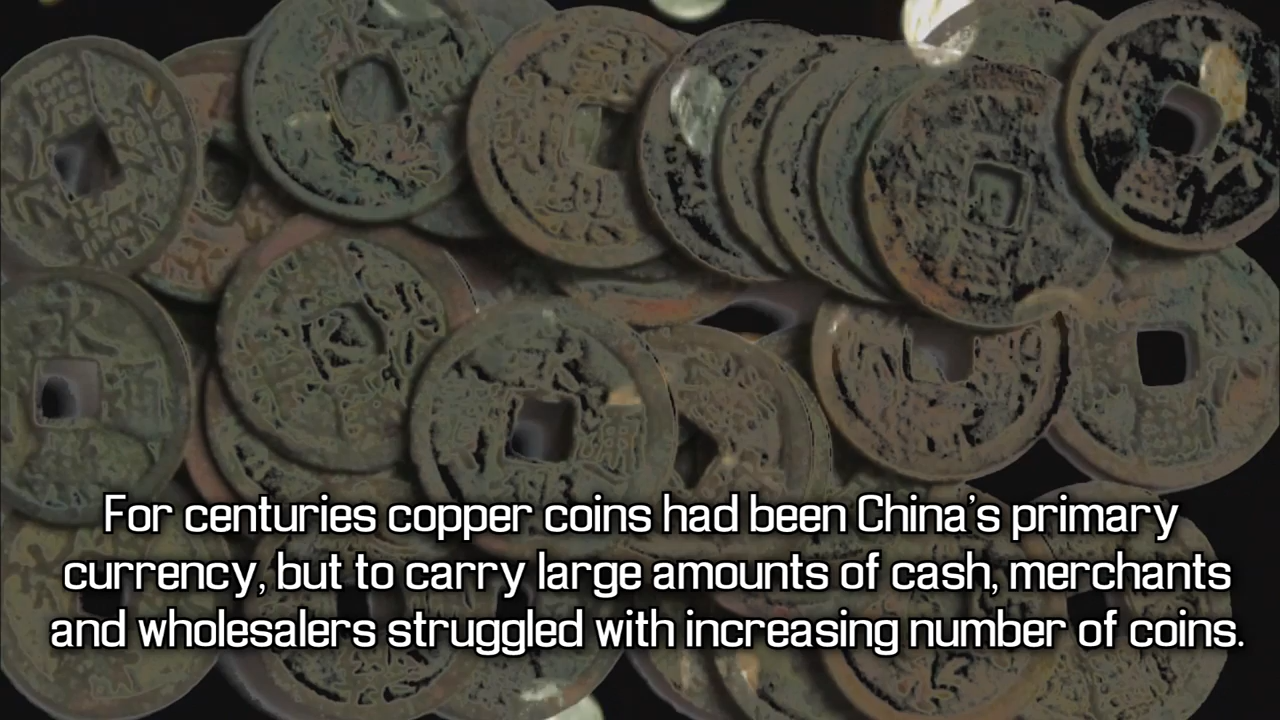 For centuries copper coins had been China’s primary
currency, but to carry large amounts of cash, merchants
and wholesalers struggled with increasing number of coins.